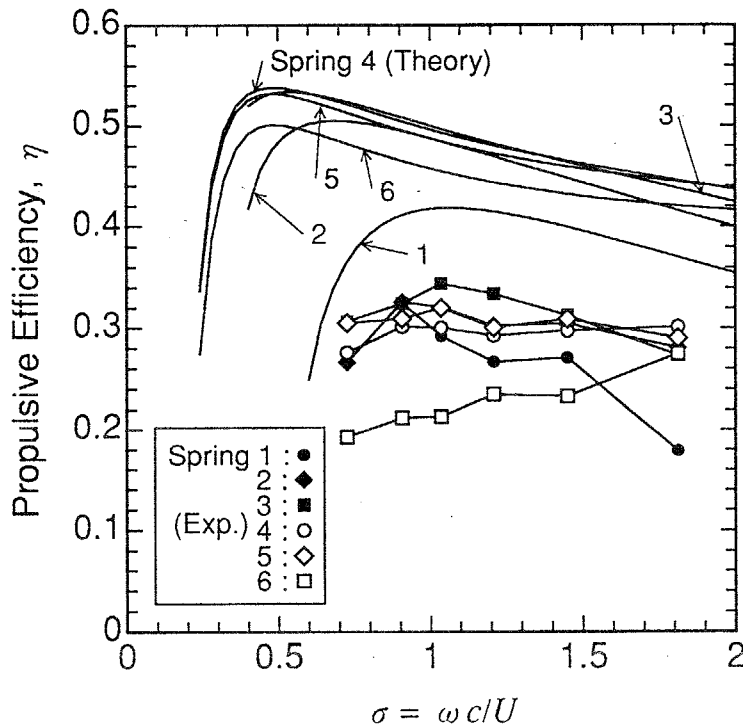 0.6
0.5
0.4
0.3
0.2
0.1
0
Propulsive Efficiency, η
Spring 4 (Theory)
3
5
6
2
1
Spring 1 :
2 :
3 :
(Exp.) 4 :
5 :
6 :
0 0.5 1 1.5 2
σ = ω c/U